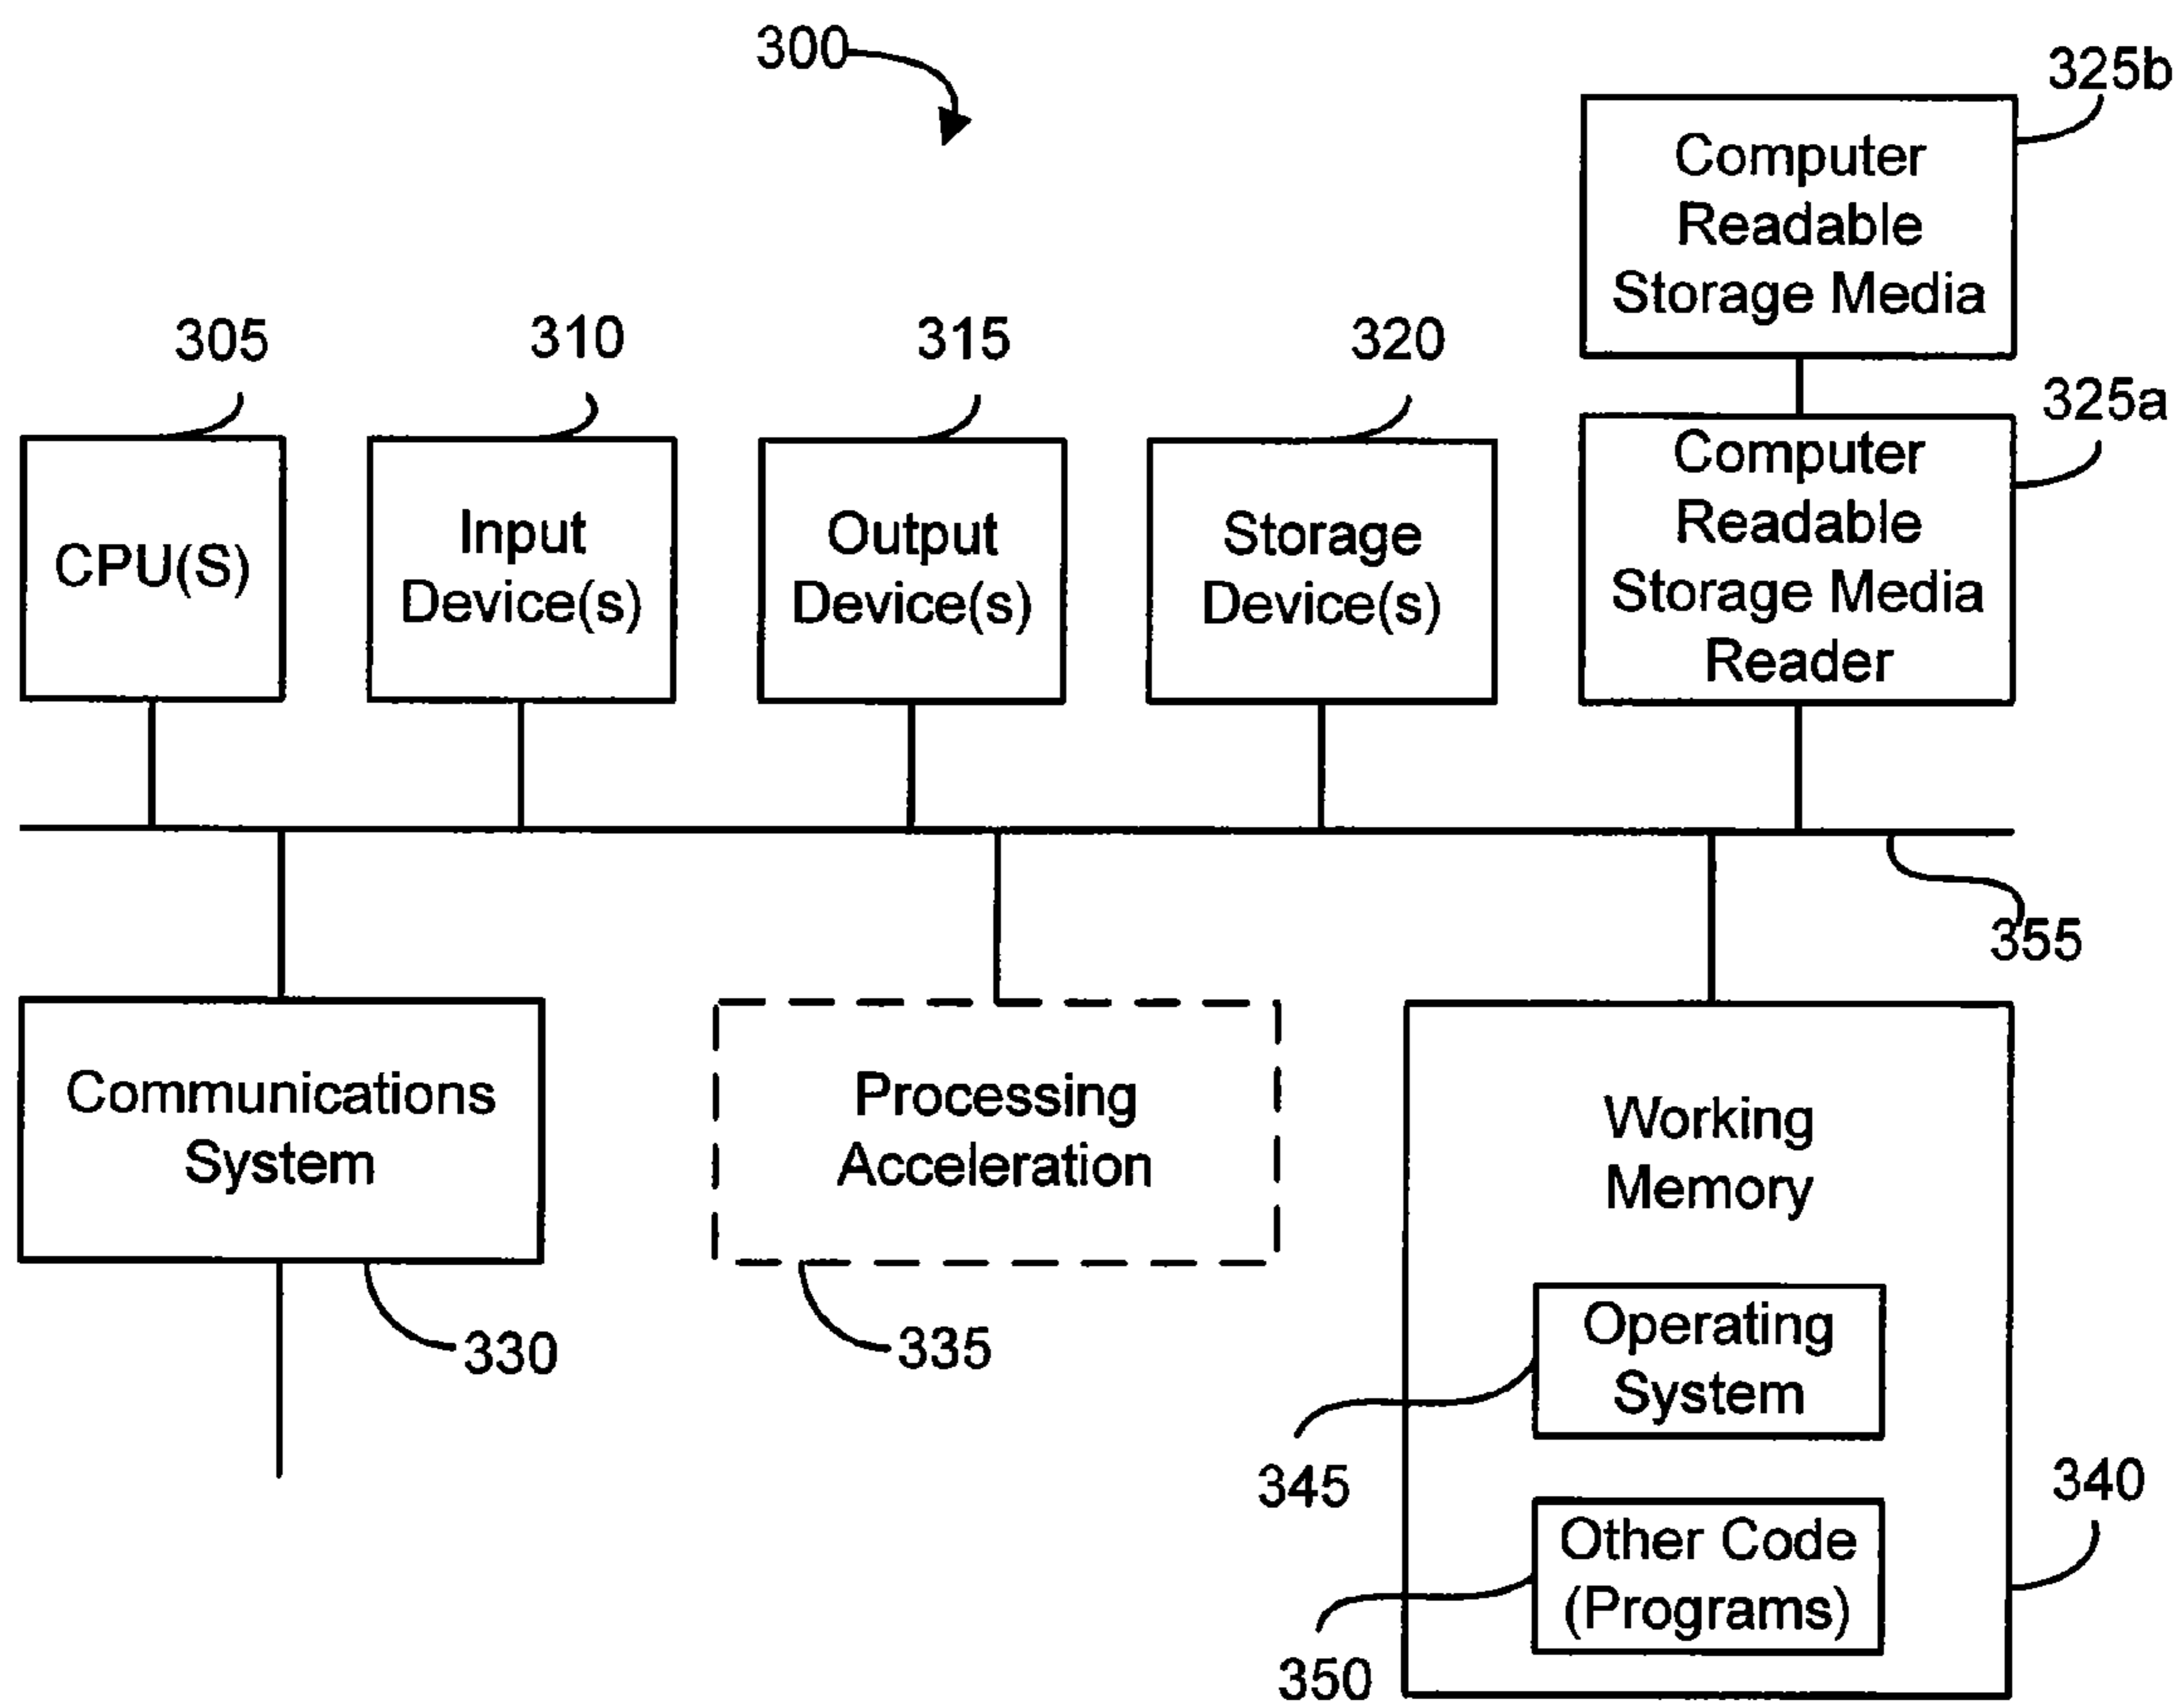 300
325b
Computer
Readable
Storage Media
305
310
315
320
325a
CPU(S)
Input
Device(s)
Output
Device(s)
Storage
Device(s)
Computer
Readable
Storage Media
Reader
355
Communications
System
330
Processing
Acceleration
335
Working
Memory
Operating
System
345
340
Other Code
(Programs)
350